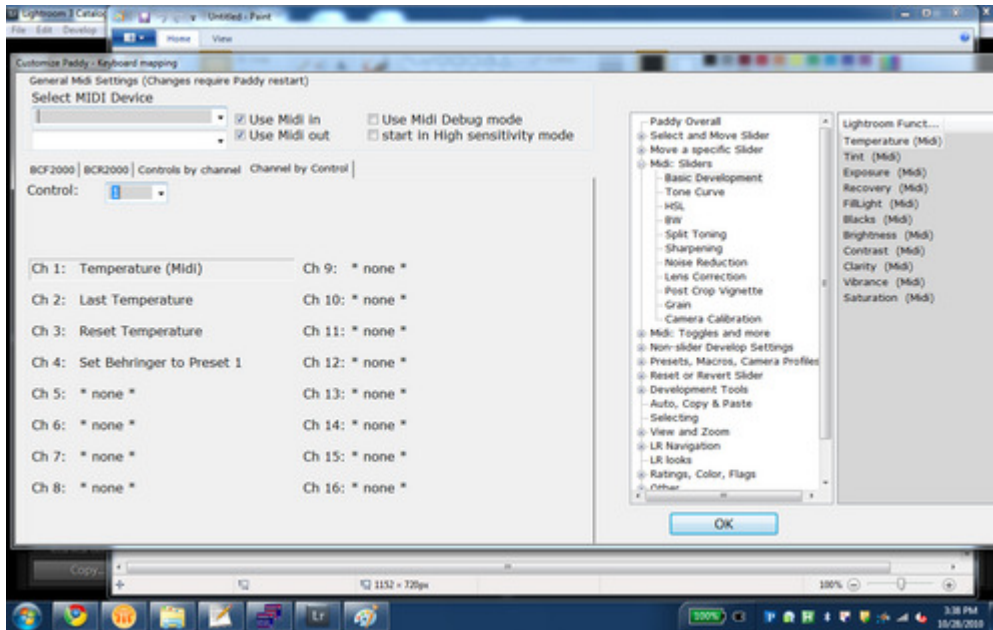 Lightroom 3 Catalog
Untitled - Paint
File Edit Develop
Home View
Customize Paddy - Keyboard mapping
General Midi Settings (Changes require Paddy restart)
Select MIDI Device
Use Midi in
Use Midi Debug mode
Use Midi out
start in High sensitivity mode
BCF2000 BCR2000 Controls by channel Channel by Control
Control: 1
Ch 1: Temperature (Midi)
Ch 2: Last Temperature
Ch 3: Reset Temperature
Ch 4: Set Behringer to Preset 1
Ch 5: * none *
Ch 6: * none *
Ch 7: * none *
Ch 8: * none *
Ch 9: * none *
Ch 10: * none *
Ch 11: * none *
Ch 12: * none *
Ch 13: * none *
Ch 14: * none *
Ch 15: * none *
Ch 16: * none *
Paddy Overall
Select and Move Slider
Move a specific Slider
Midi: Sliders
Basic Development
Tone Curve
HSL
BW
Split Toning
Sharpening
Noise Reduction
Lens Correction
Post Crop Vignette
Grain
Camera Calibration
Midi: Toggles and more
Non-slider Develop Settings
Presets, Macros, Camera Profiles
Reset or Revert Slider
Development Tools
Auto, Copy & Paste
Selecting
View and Zoom
LR Navigation
LR looks
Ratings, Color, Flags
Other
Lightroom Funct...
Temperature (Midi)
Tint (Midi)
Exposure (Midi)
Recovery (Midi)
FillLight (Midi)
Blacks (Midi)
Brightness (Midi)
Contrast (Midi)
Clarity (Midi)
Vibrance (Midi)
Saturation (Midi)
OK
Copy...
1152 × 720px
100%
Lr
100%
3:38 PM
10/28/2010